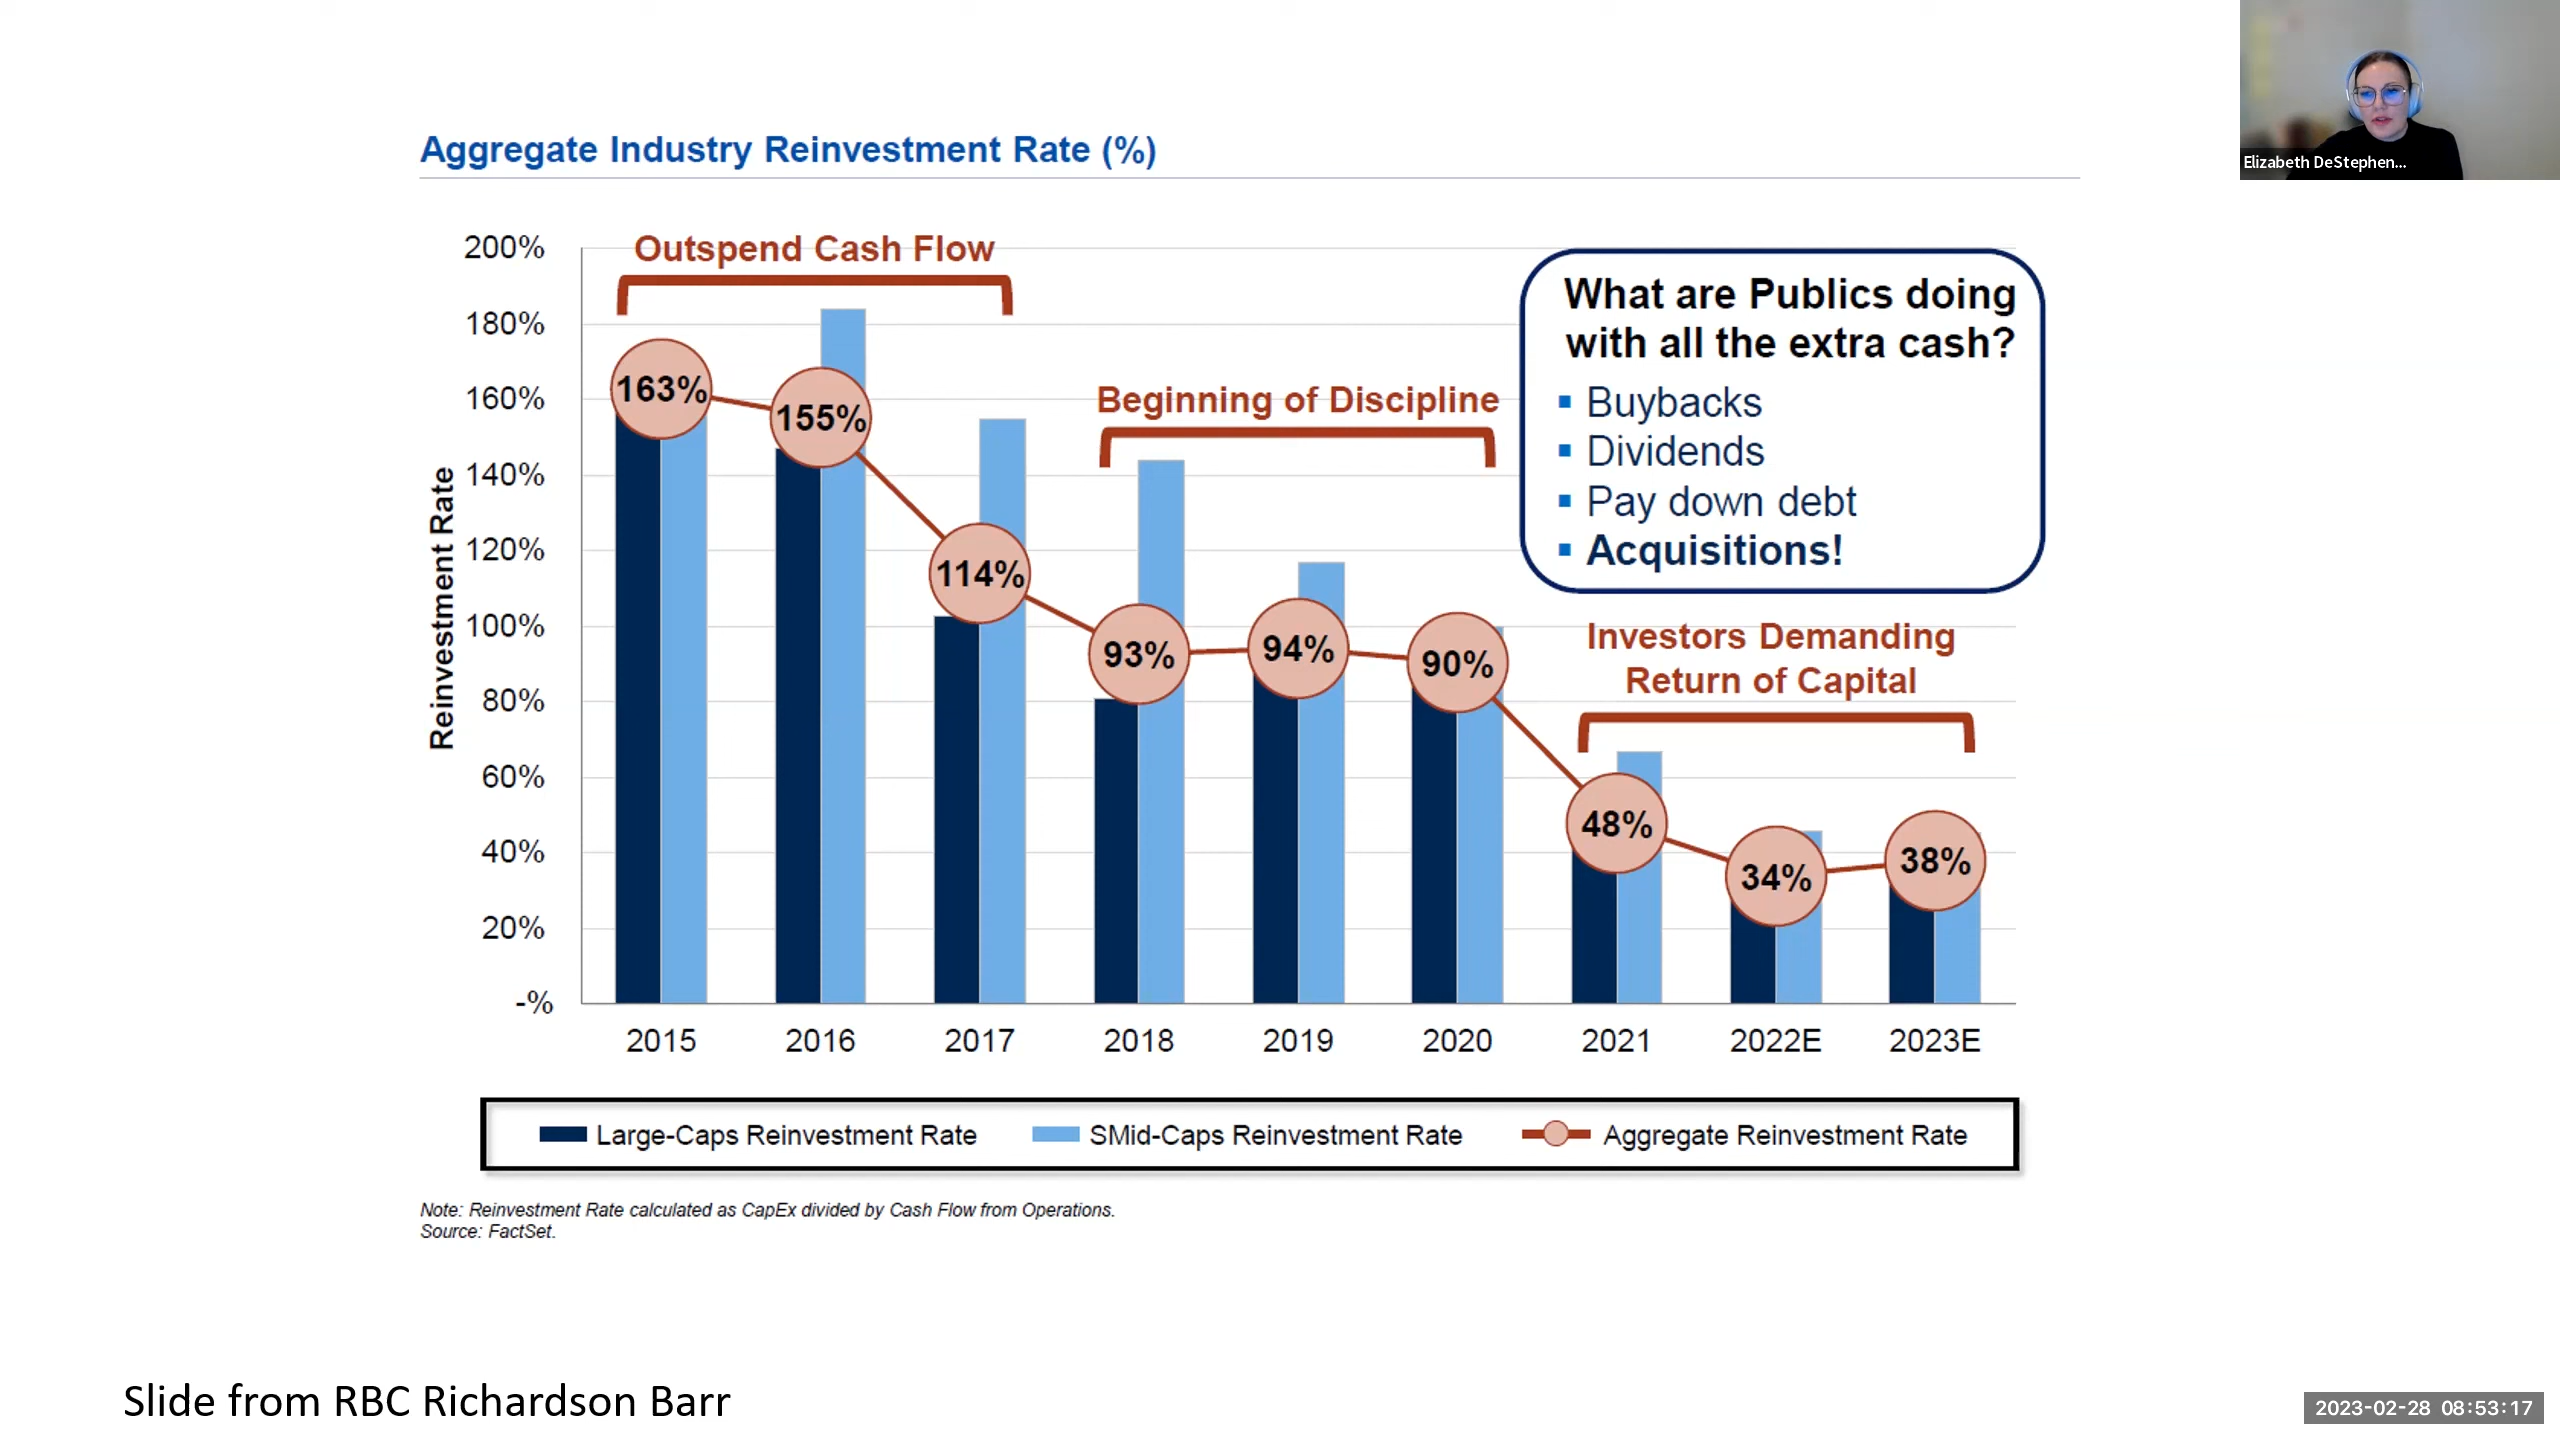 Elizabeth DeStephen...
Aggregate Industry Reinvestment Rate (%)
Outspend Cash Flow
Beginning of Discipline
Investors Demanding
Return of Capital
What are Publics doing
with all the extra cash?
▪ Buybacks
▪ Dividends
▪ Pay down debt
▪ Acquisitions!
Reinvestment Rate
200%
180%
160%
140%
120%
100%
80%
60%
40%
20%
-%
163%
155%
114%
93%
94%
90%
48%
34%
38%
2015 2016 2017 2018 2019 2020 2021 2022E 2023E
Large-Caps Reinvestment Rate SMid-Caps Reinvestment Rate Aggregate Reinvestment Rate
Note: Reinvestment Rate calculated as CapEx divided by Cash Flow from Operations.
Source: FactSet.
Slide from RBC Richardson Barr
2023-02-28 08:53:17